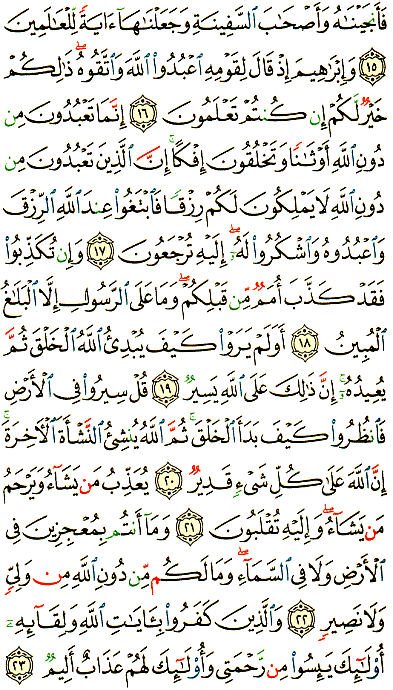 فَأَنجَيْنَٰهُ وَأَصْحَٰبَ ٱلسَّفِينَةِ وَجَعَلْنَٰهَآ ءَايَةً لِّلْعَٰلَمِينَ
١٥ وَإِبْرَٰهِيمَ إِذْ قَالَ لِقَوْمِهِ ٱعْبُدُوا۟ ٱللَّهَ وَٱتَّقُوهُ ۖ ذَٰلِكُمْ
خَيْرٌ لَّكُمْ إِن كُنتُمْ تَعْلَمُونَ ١٦ إِنَّمَا تَعْبُدُونَ مِن
دُونِ ٱللَّهِ أَوْثَٰنًا وَتَخْلُقُونَ إِفْكًا ۚ إِنَّ ٱلَّذِينَ تَعْبُدُونَ مِن
دُونِ ٱللَّهِ لَا يَمْلِكُونَ لَكُمْ رِزْقًا فَٱبْتَغُوا۟ عِندَ ٱللَّهِ ٱلرِّزْقَ
وَٱعْبُدُوهُ وَٱشْكُرُوا۟ لَهُۥٓ ۖ إِلَيْهِ تُرْجَعُونَ ١٧ وَإِن تُكَذِّبُوا۟
فَقَدْ كَذَّبَ أُمَمٌ مِّن قَبْلِكُمْ ۖ وَمَا عَلَى ٱلرَّسُولِ إِلَّا ٱلْبَلَٰغُ
ٱلْمُبِينُ ١٨ أَوَلَمْ يَرَوْا۟ كَيْفَ يُبْدِئُ ٱللَّهُ ٱلْخَلْقَ ثُمَّ
يُعِيدُهُۥٓ ۚ إِنَّ ذَٰلِكَ عَلَى ٱللَّهِ يَسِيرٌ ١٩ قُلْ سِيرُوا۟ فِى ٱلْأَرْضِ
فَٱنظُرُوا۟ كَيْفَ بَدَأَ ٱلْخَلْقَ ۚ ثُمَّ ٱللَّهُ يُنشِئُ ٱلنَّشْأَةَ ٱلْءَاخِرَةَ ۚ
إِنَّ ٱللَّهَ عَلَىٰ كُلِّ شَىْءٍ قَدِيرٌ ٢٠ يُعَذِّبُ مَن يَشَآءُ وَيَرْحَمُ
مَن يَشَآءُ ۖ وَإِلَيْهِ تُقْلَبُونَ ٢١ وَمَآ أَنتُم بِمُعْجِزِينَ فِى
ٱلْأَرْضِ وَلَا فِى ٱلسَّمَآءِ ۖ وَمَا لَكُم مِّن دُونِ ٱللَّهِ مِن وَلِىٍّ
وَلَا نَصِيرٍ ٢٢ وَٱلَّذِينَ كَفَرُوا۟ بِـَٔايَٰتِ ٱللَّهِ وَلِقَآئِهِۦٓ
أُو۟لَٰٓئِكَ يَئِسُوا۟ مِن رَّحْمَتِى وَأُو۟لَٰٓئِكَ لَهُمْ عَذَابٌ أَلِيمٌ ٢٣